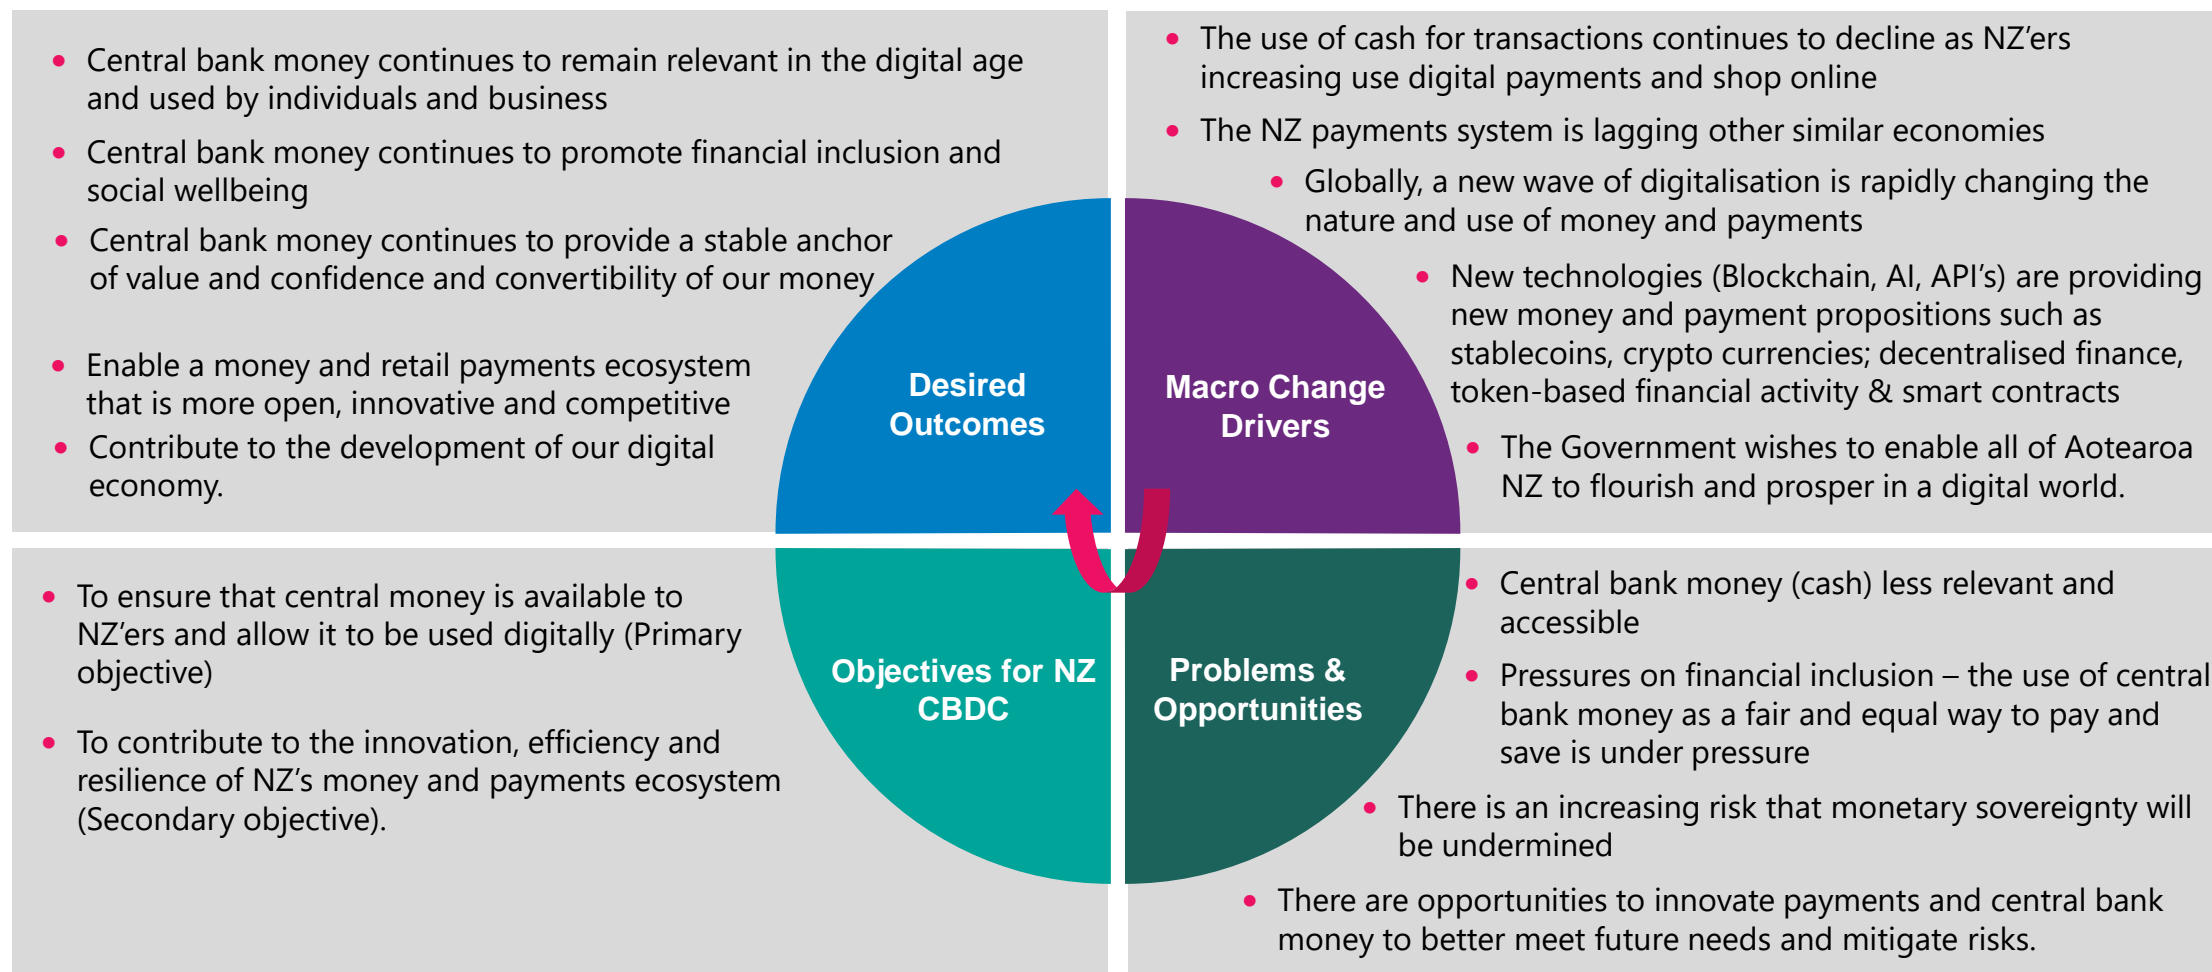 • Central bank money continues to remain relevant in the digital age
and used by individuals and business
• Central bank money continues to promote financial inclusion and
social wellbeing
• Central bank money continues to provide a stable anchor
of value and confidence and convertibility of our money
• Enable a money and retail payments ecosystem
that is more open, innovative and competitive
• Contribute to the development of our digital
economy.
Desired
Outcomes
• The use of cash for transactions continues to decline as NZ’ers
increasing use digital payments and shop online
• The NZ payments system is lagging other similar economies
• Globally, a new wave of digitalisation is rapidly changing the
nature and use of money and payments
• New technologies (Blockchain, AI, API’s) are providing
new money and payment propositions such as
stablecoins, crypto currencies; decentralised finance,
token-based financial activity & smart contracts
• The Government wishes to enable all of Aotearoa
NZ to flourish and prosper in a digital world.
Macro Change
Drivers
• To ensure that central money is available to
NZ’ers and allow it to be used digitally (Primary
objective)
• To contribute to the innovation, efficiency and
resilience of NZ’s money and payments ecosystem
(Secondary objective).
Objectives for NZ
CBDC
• Central bank money (cash) less relevant and
accessible
• Pressures on financial inclusion – the use of central
bank money as a fair and equal way to pay and
save is under pressure
• There is an increasing risk that monetary sovereignty will
be undermined
• There are opportunities to innovate payments and central bank
money to better meet future needs and mitigate risks.
Problems &
Opportunities